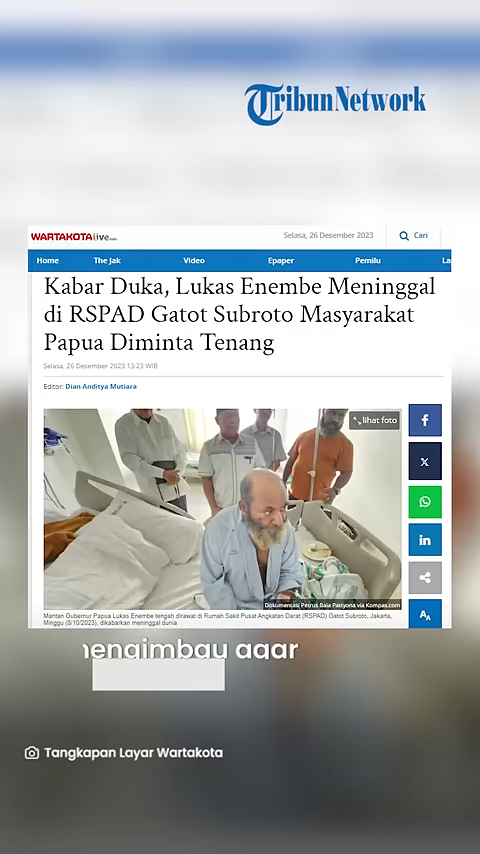 TribunNetwork
WARTAKOTAlive.com
Selasa, 26 Desember 2023
Cari
Home
The Jak
Video
Epaper
Pemilu
La
Kabar Duka, Lukas Enembe Meninggal
di RSPAD Gatot Subroto Masyarakat
Papua Diminta Tenang
Selasa, 26 Desember 2023 13:23 WIB
Editor: Dian Anditya Mutiara
lihat foto
Dokumentasi Petrus Bala Pattyona via Kompas.com
Mantan Gubernur Papua Lukas Enembe tengah dirawat di Rumah Sakit Pusat Angkatan Darat (RSPAD) Gatot Subroto, Jakarta,
Minggu (8/10/2023), dikabarkan meninggal dunia
AA
mengimbau agar
Tangkapan Layar Wartakota